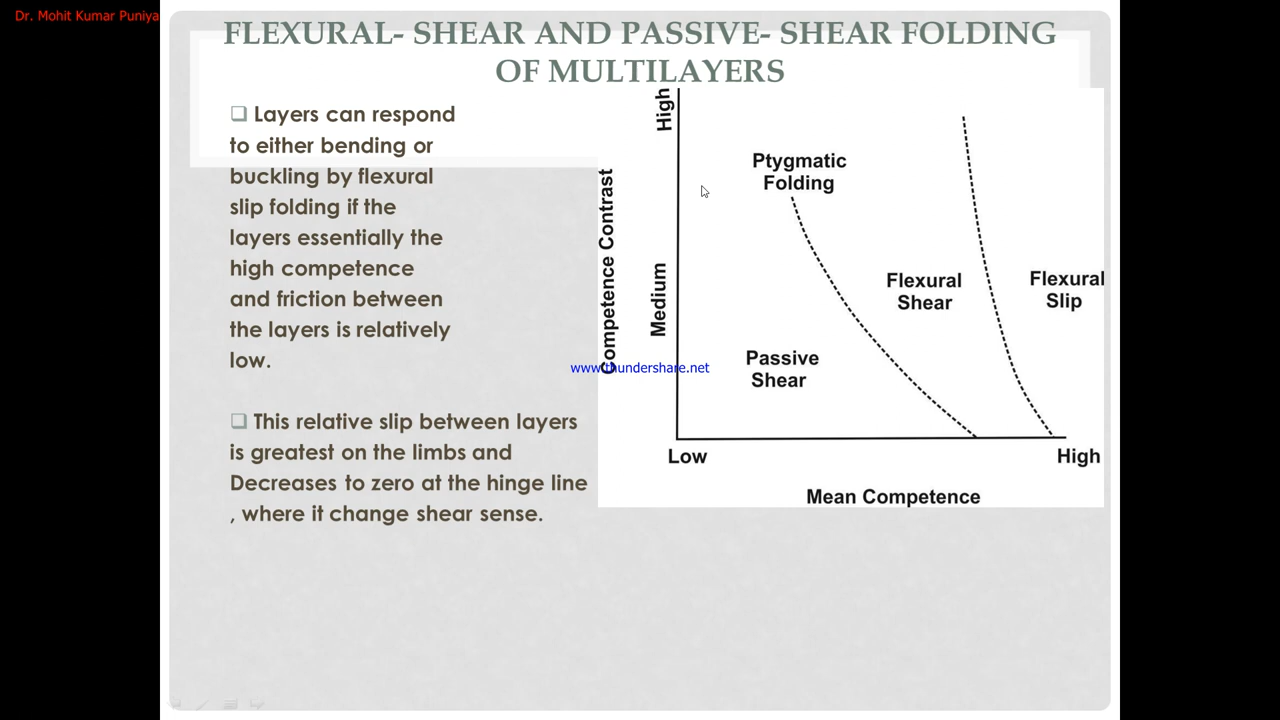 Dr. Mohit Kumar Puniya
FLEXURAL- SHEAR AND PASSIVE- SHEAR FOLDING
OF MULTILAYERS
Layers can respond
to either bending or
buckling by flexural
slip folding if the
layers essentially the
high competence
and friction between
the layers is relatively
low.
This relative slip between layers
is greatest on the limbs and
Decreases to zero at the hinge line
, where it change shear sense.
Competence Contrast
High
Medium
Ptygmatic
Folding
Flexural
Shear
Flexural
Slip
Passive
Shear
www.thundershare.net
Low
High
Mean Competence